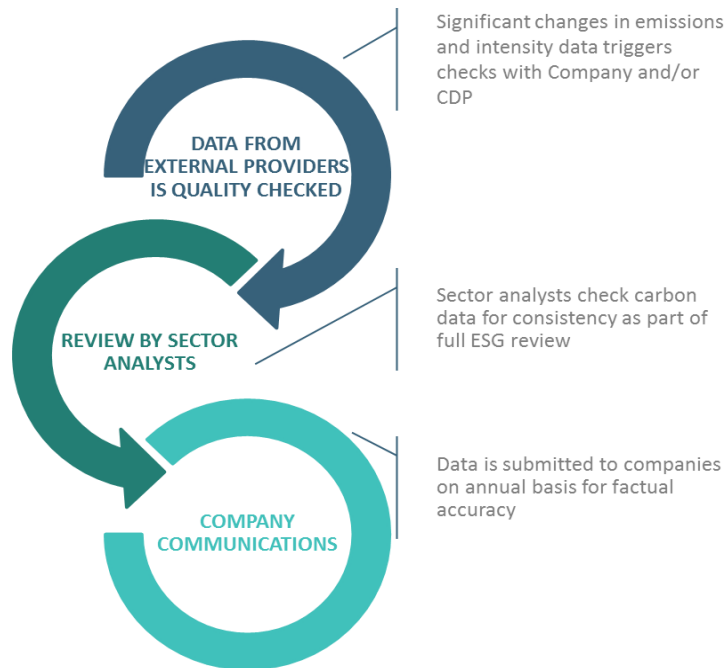 Significant changes in emissions
and intensity data triggers
checks with Company and/or
CDP
DATA FROM
EXTERNAL PROVIDERS
IS QUALITY CHECKED
Sector analysts check carbon
data for consistency as part of
full ESG review
REVIEW BY SECTOR
ANALYSTS
Data is submitted to companies
on annual basis for factual
accuracy
COMPANY
COMMUNICATIONS